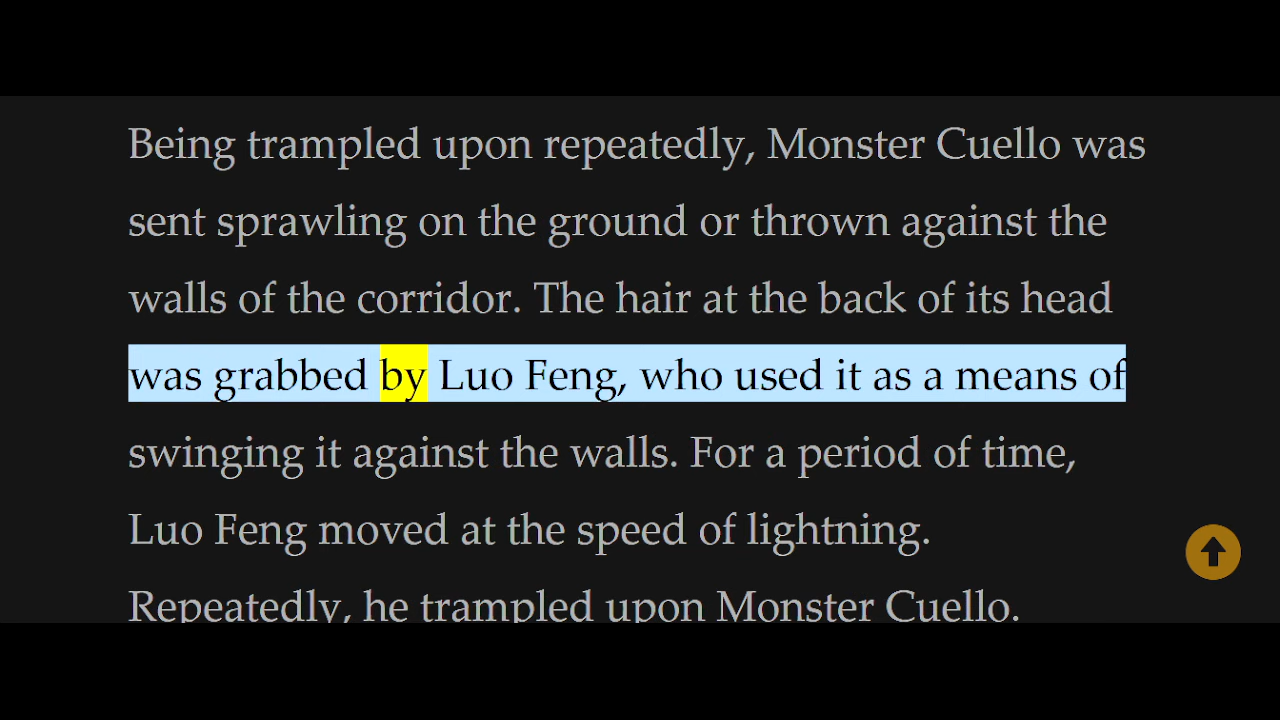 Being trampled upon repeatedly, Monster Cuello was
sent sprawling on the ground or thrown against the
walls of the corridor. The hair at the back of its head
was grabbed by Luo Feng, who used it as a means of
swinging it against the walls. For a period of time,
Luo Feng moved at the speed of lightning.
Repeatedly, he trampled upon Monster Cuello.